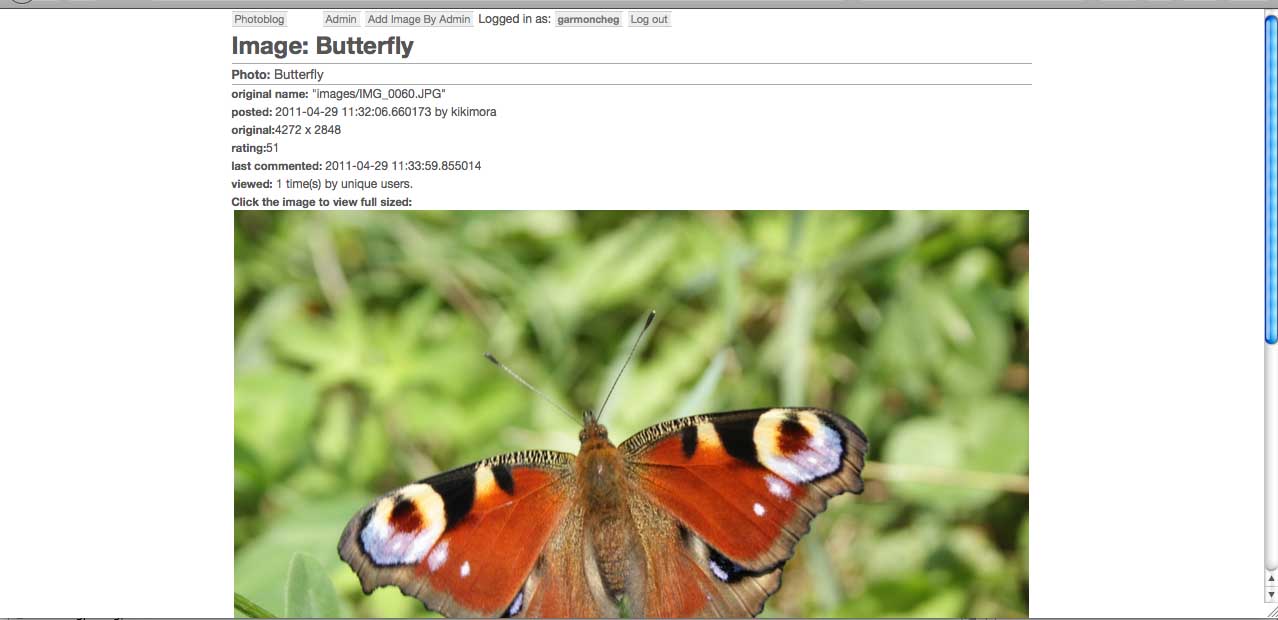 Photoblog Admin Add Image By Admin Logged in as: garmoncheg Log out
Image: Butterfly
Photo: Butterfly
original name: "images/IMG_0060.JPG"
posted: 2011-04-29 11:32:06.660173 by kikimora
original:4272 x 2848
rating:51
last commented: 2011-04-29 11:33:59.855014
viewed: 1 time(s) by unique users.
Click the image to view full sized: